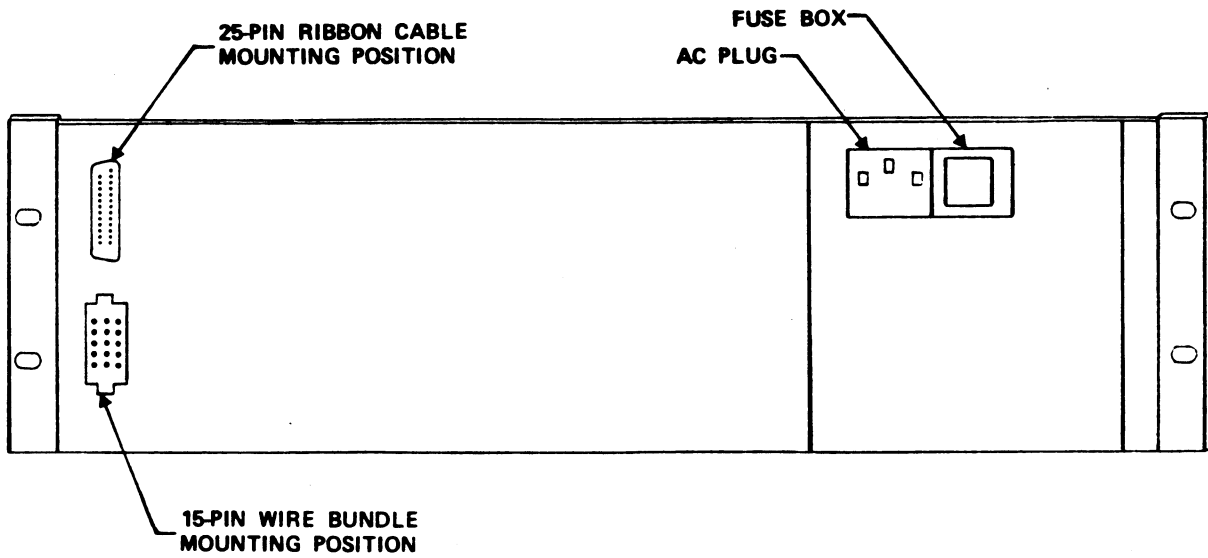 25-PIN RIBBON CABLE
MOUNTING POSITION
FUSE BOX
AC PLUG
15-PIN WIRE BUNDLE
MOUNTING POSITION